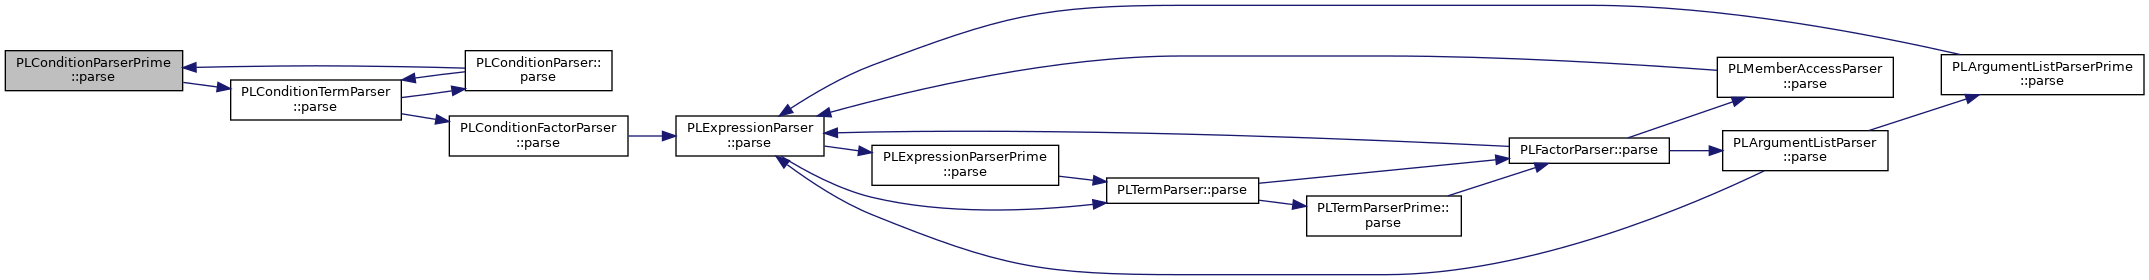 PLConditionParserPrime
::parse
PLConditionTermParser
::parse
PLConditionParser::
parse
PLConditionFactorParser
::parse
PLExpressionParser
::parse
PLExpressionParserPrime
::parse
PLTermParser::parse
PLTermParserPrime::
parse
PLFactorParser::parse
PLMemberAccessParser
::parse
PLArgumentListParser
::parse
PLArgumentListParserPrime
::parse